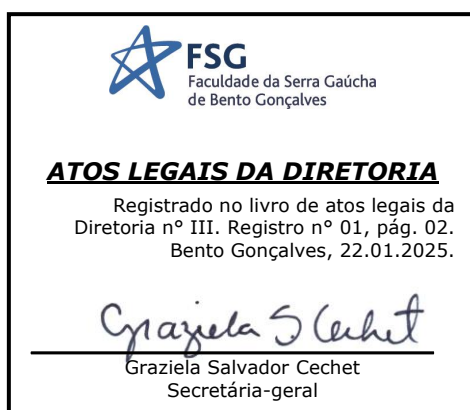 FSG
Faculdade da Serra Gaúcha
de Bento Gonçalves
ATOS LEGAIS DA DIRETORIA
Registrado no livro de atos legais da
Diretoria n° III. Registro n° 01, pág. 02.
Bento Gonçalves, 22.01.2025.
Graziela S Cechet
Graziela Salvador Cechet
Secretária-geral